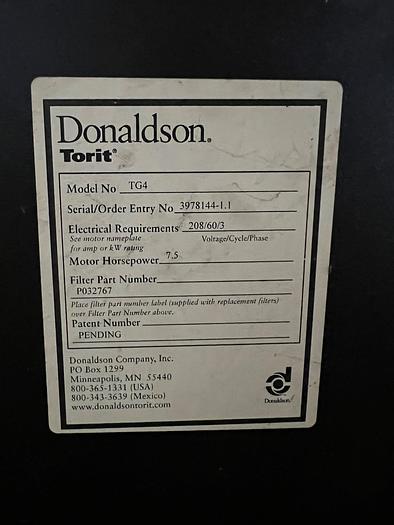 Donaldson®
Torit®
Model No TG4
Serial/Order Entry No 3978144-1.1
Electrical Requirements 208/60/3
See motor nameplate Voltage/Cycle/Phase
for amp or kW rating
Motor Horsepower 7.5
Filter Part Number
P032767
Place filter part number label (supplied with replacement filters)
over Filter Part Number above.
Patent Number
PENDING
Donaldson Company, Inc.
PO Box 1299
Minneapolis, MN 55440
800-365-1331 (USA)
800-343-3639 (Mexico)
www.donaldsontorit.com
Donaldson